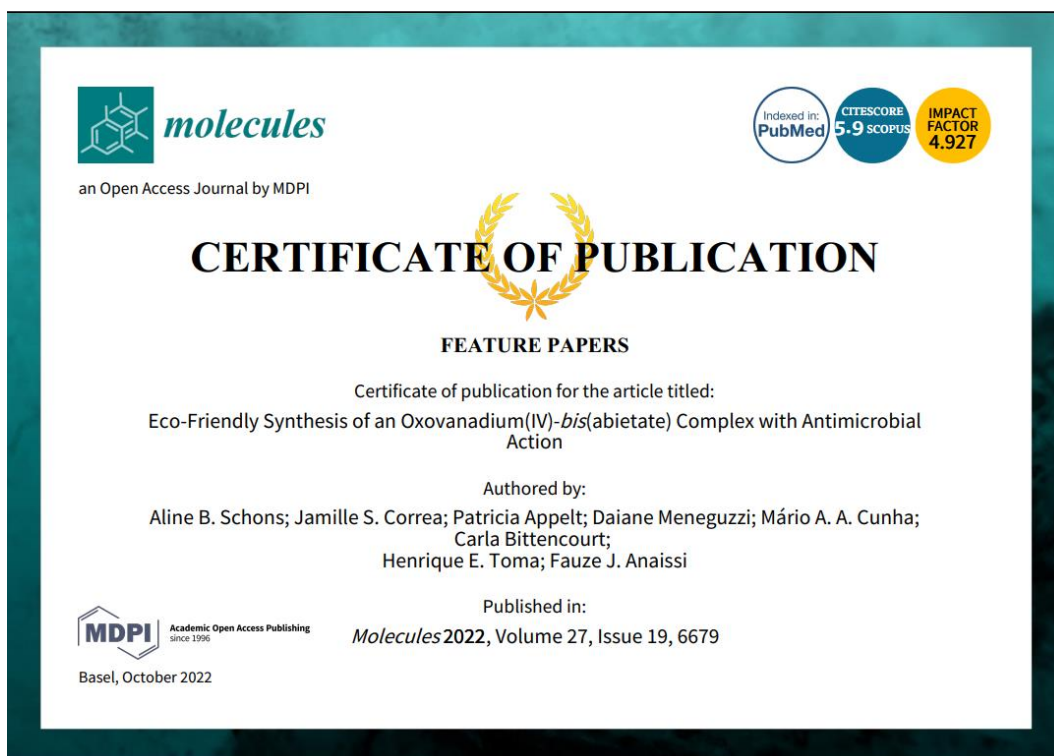 molecules
an Open Access Journal by MDPI
Indexed in:
PubMed
CITESCORE
5.9 SCOPUS
IMPACT
FACTOR
4.927
CERTIFICATE OF PUBLICATION
FEATURE PAPERS
Certificate of publication for the article titled:
Eco-Friendly Synthesis of an Oxovanadium(IV)-bis(abietate) Complex with Antimicrobial
Action
Authored by:
Aline B. Schons; Jamille S. Correa; Patricia Appelt; Daiane Meneguzzi; Mário A. A. Cunha;
Carla Bittencourt;
Henrique E. Toma; Fauze J. Anaissi
Published in:
Molecules 2022, Volume 27, Issue 19, 6679
MDPI
Academic Open Access Publishing
since 1996
Basel, October 2022